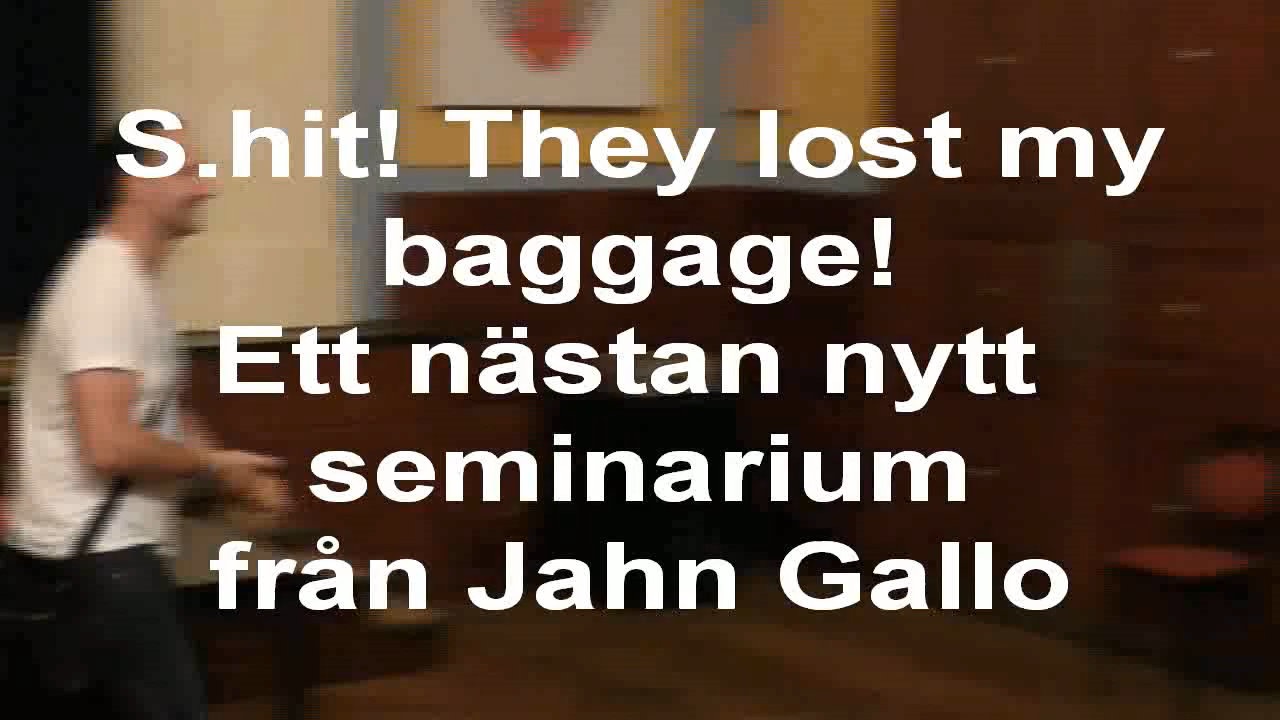 S.hit! They lost my
baggage!
Ett nästan nytt
seminarium
från Jahn Gallo